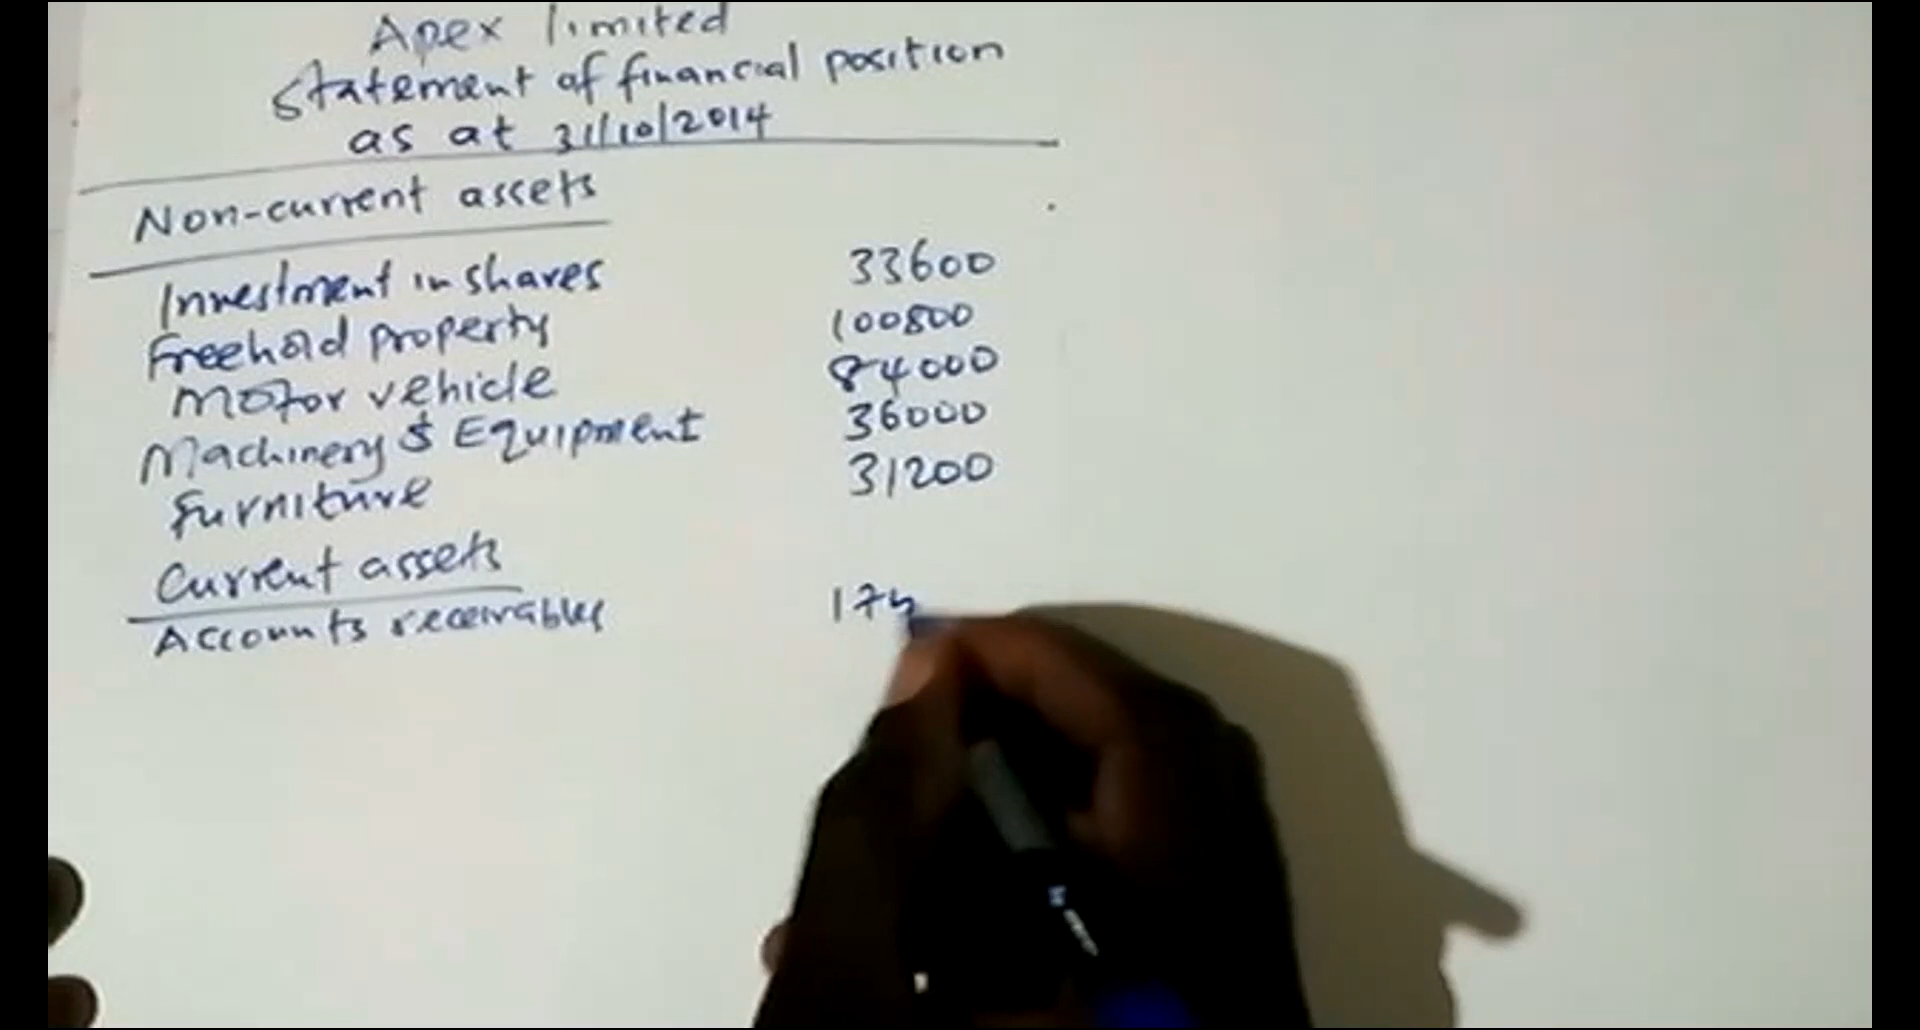 Apex limited
Statement of financial position
as at 31/10/2014
Non-current assets
Investment in shares 33600
Freehold property 100800
Motor vehicle 84000
Machinery & Equipment 36000
Furniture 31200
Current assets
Accounts receivables 174